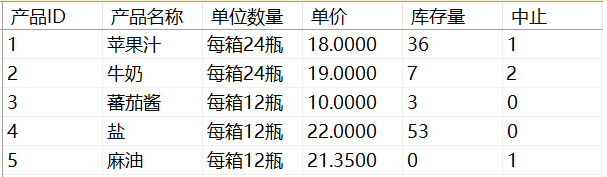 产品ID 产品名称 单位数量 单价 库存量 中止
1 苹果汁 每箱24瓶 18.0000 36 1
2 牛奶 每箱24瓶 19.0000 7 2
3 蕃茄酱 每箱12瓶 10.0000 3 0
4 盐 每箱12瓶 22.0000 53 0
5 麻油 每箱12瓶 21.3500 0 1